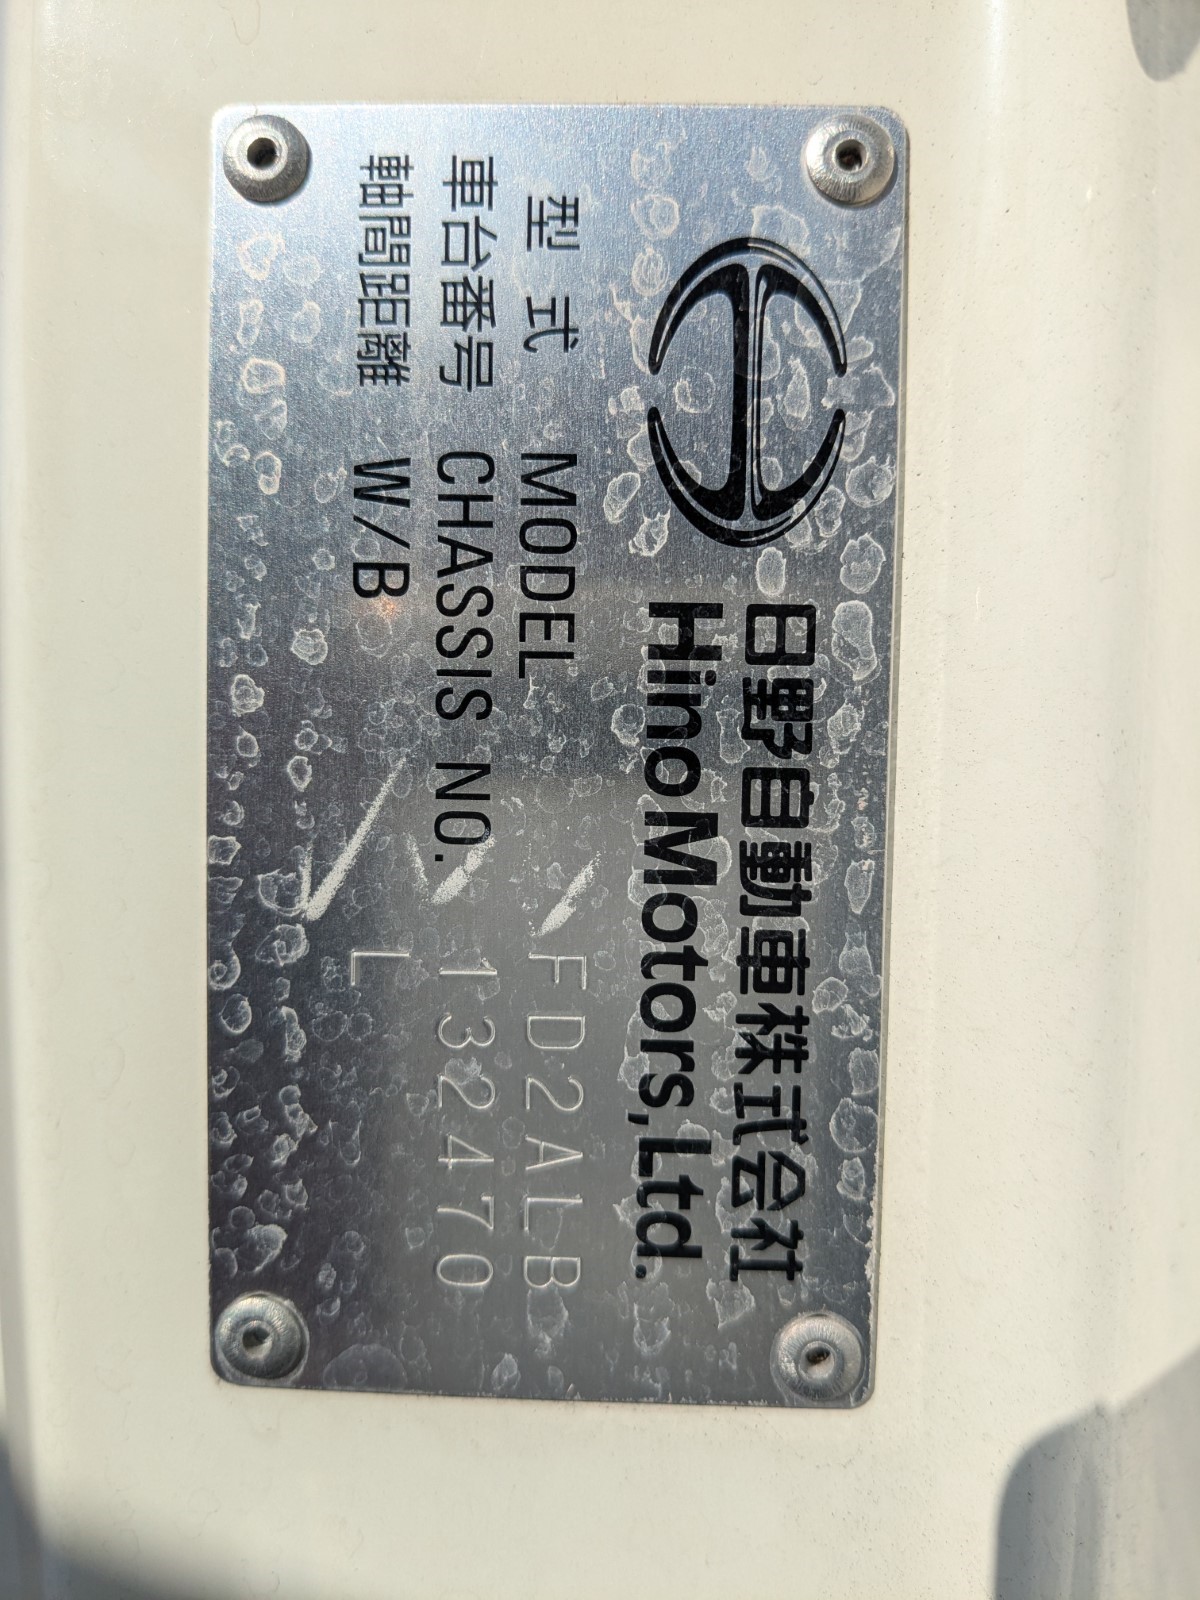 日野自動車株式会社
Hino Motors, Ltd.
型式 MODEL FD2ALB
車台番号 CHASSIS NO. 132470
軸間距離 W/B L